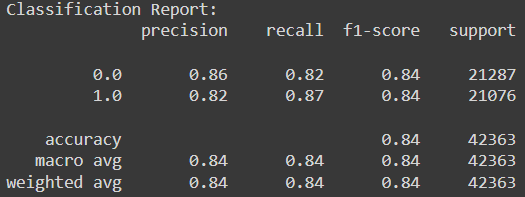 Classification Report:
precision recall f1-score support
0.0 0.86 0.82 0.84 21287
1.0 0.82 0.87 0.84 21076
accuracy 0.84 42363
macro avg 0.84 0.84 0.84 42363
weighted avg 0.84 0.84 0.84 42363